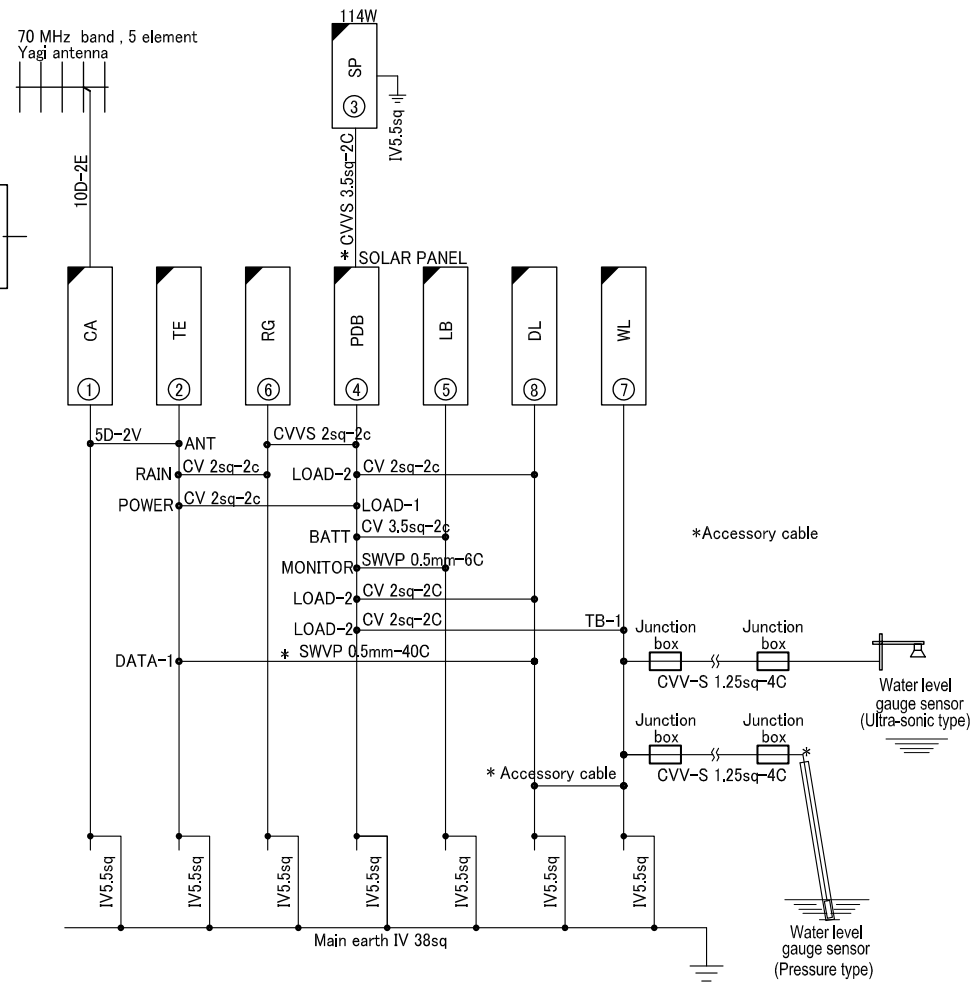 114W
70 MHz band , 5 element
Yagi antenna
SP
3
IV5.5sq
10D-2E
* CVVS 3.5sq-2C
SOLAR PANEL
CA
TE
RG
PDB
LB
DL
WL
1
2
6
4
5
8
7
5D-2V
ANT
CVVS 2sq-2c
RAIN
CV 2sq-2c
LOAD-2
CV 2sq-2c
POWER
CV 2sq-2c
LOAD-1
BATT
CV 3.5sq-2c
*Accessory cable
MONITOR
SWVP 0.5mm-6C
LOAD-2
CV 2sq-2C
LOAD-2
CV 2sq-2C
TB-1
Junction
box
Junction
box
DATA-1
* SWVP 0.5mm-40C
CVV-S 1.25sq-4C
Water level
gauge sensor
(Ultra-sonic type)
Junction
box
Junction
box
*
* Accessory cable
CVV-S 1.25sq-4C
IV5.5sq
IV5.5sq
IV5.5sq
IV5.5sq
IV5.5sq
IV5.5sq
IV5.5sq
Main earth IV 38sq
Water level
gauge sensor
(Pressure type)